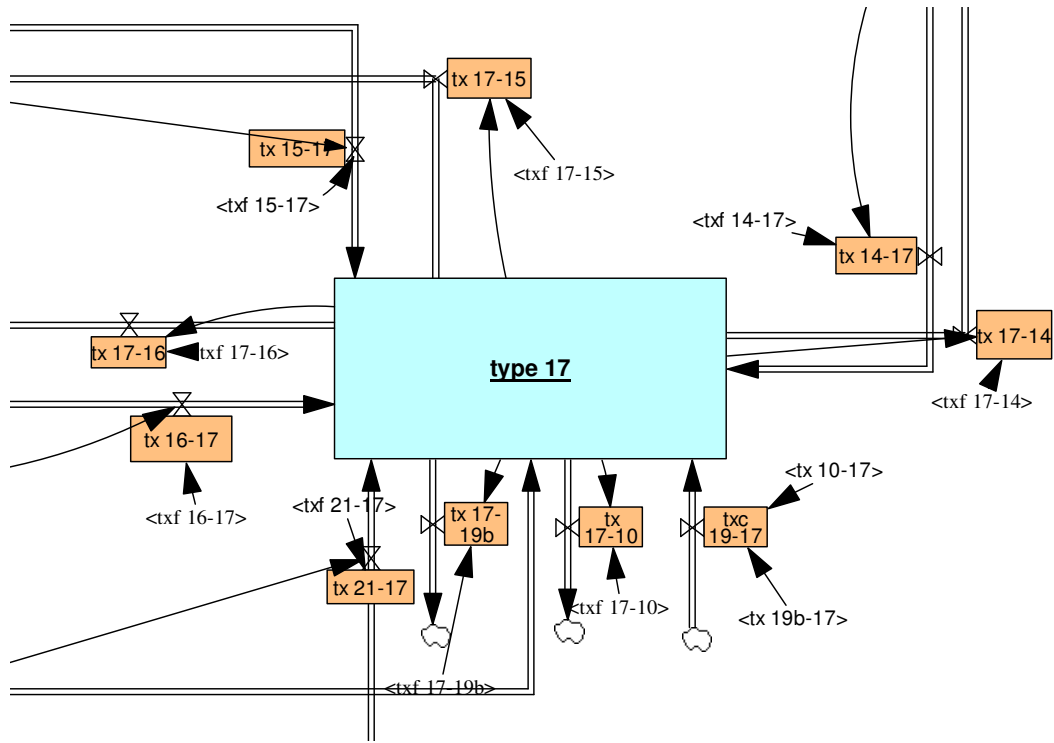 tx 17-15
tx 15-17
<txf 17-15>
<txf 15-17>
<txf 14-17>
tx 14-17
tx 17-14
tx 17-16
txf 17-16>
type 17
<txf 17-14>
tx 16-17
<txf 16-17>
<txf 21-17>
tx 17-
19b
tx
17-10
txc
19-17
<tx 10-17>
tx 21-17
<txf 17-10>
<tx 19b-17>
<txf 17-19b>